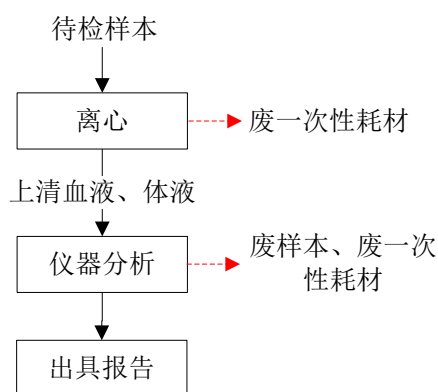 待检样本
离心
废一次性耗材
上清血液、体液
仪器分析
废样本、废一次
性耗材
出具报告